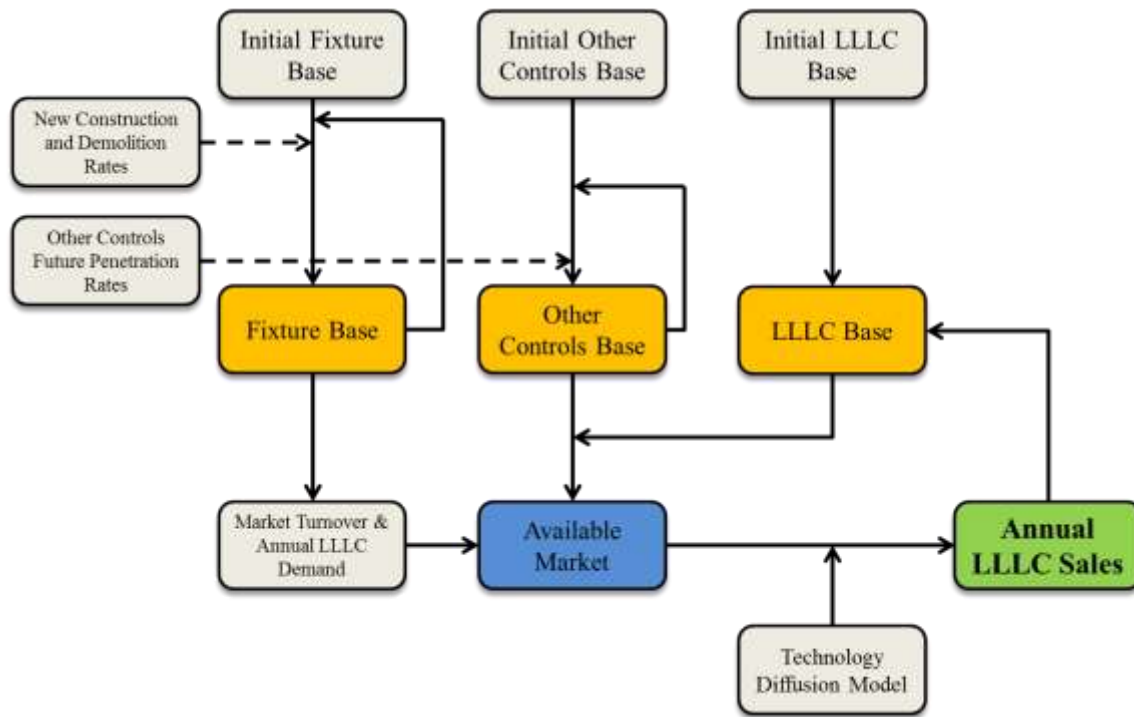 Initial Fixture
Base
Initial Other
Controls Base
Initial LLLC
Base
New Construction
and Demolition
Rates
Other Controls
Future Penetration
Rates
Fixture Base
Other
Controls Base
LLLC Base
Market Turnover &
Annual LLLC
Demand
Available
Market
Annual
LLLC Sales
Technology
Diffusion Model